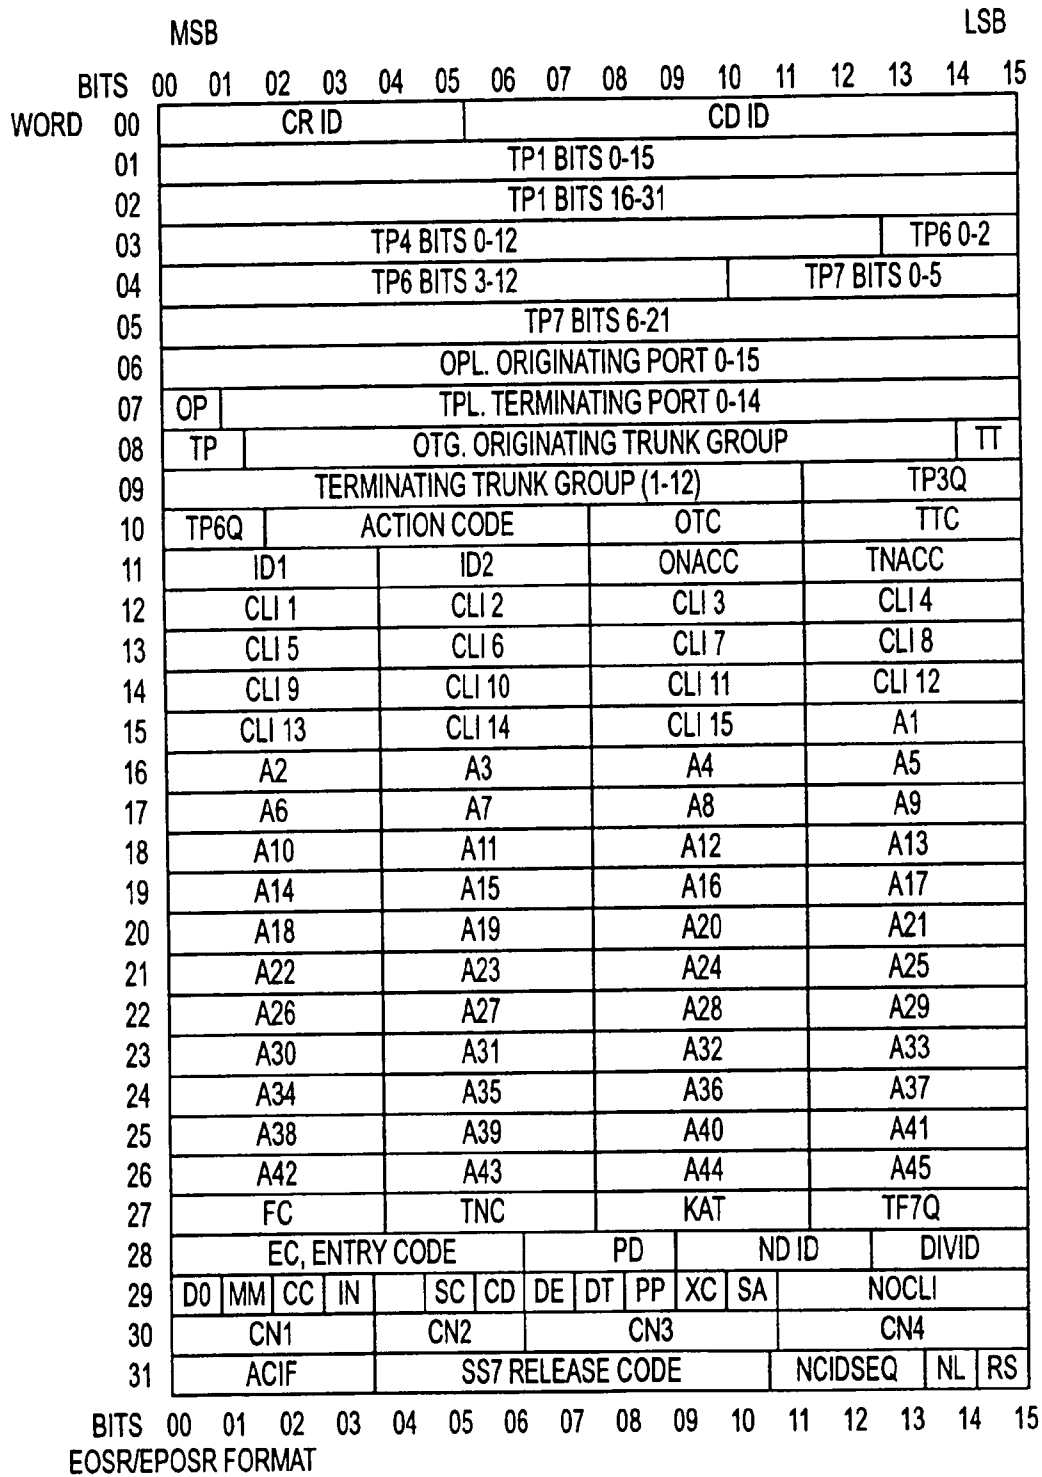 MSB LSB
BITS 00 01 02 03 04 05 06 07 08 09 10 11 12 13 14 15
WORD 00 CR ID CD ID
01 TP1 BITS 0-15
02 TP1 BITS 16-31
03 TP4 BITS 0-12 TP6 0-2
04 TP6 BITS 3-12 TP7 BITS 0-5
05 TP7 BITS 6-21
06 OPL. ORIGINATING PORT 0-15
07 OP TPL. TERMINATING PORT 0-14
08 TP OTG. ORIGINATING TRUNK GROUP TT
09 TERMINATING TRUNK GROUP (1-12) TP3Q
10 TP6Q ACTION CODE OTC TTC
11 ID1 ID2 ONACC TNACC
12 CLI 1 CLI 2 CLI 3 CLI 4
13 CLI 5 CLI 6 CLI 7 CLI 8
14 CLI 9 CLI 10 CLI 11 CLI 12
15 CLI 13 CLI 14 CLI 15 A1
16 A2 A3 A4 A5
17 A6 A7 A8 A9
18 A10 A11 A12 A13
19 A14 A15 A16 A17
20 A18 A19 A20 A21
21 A22 A23 A24 A25
22 A26 A27 A28 A29
23 A30 A31 A32 A33
24 A34 A35 A36 A37
25 A38 A39 A40 A41
26 A42 A43 A44 A45
27 FC TNC KAT TF7Q
28 EC, ENTRY CODE PD ND ID DIVID
29 D0 MM CC IN SC CD DE DT PP XC SA NOCLI
30 CN1 CN2 CN3 CN4
31 ACIF SS7 RELEASE CODE NCIDSEQ NL RS
BITS 00 01 02 03 04 05 06 07 08 09 10 11 12 13 14 15
EOSR/EPOSR FORMAT